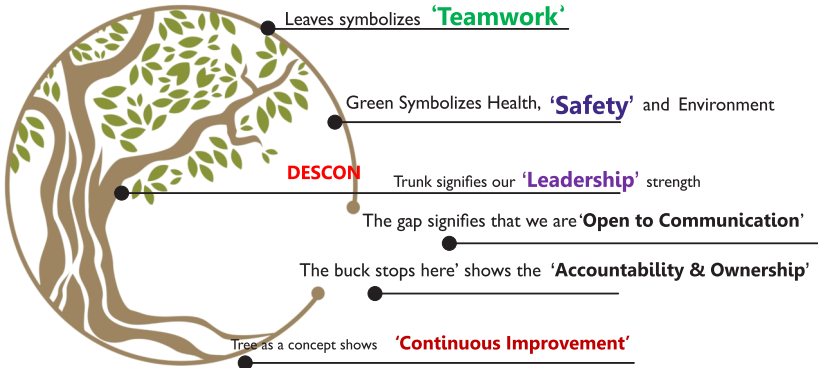 Leaves symbolizes ‘Teamwork’
Green Symbolizes Health, ‘Safety’ and Environment
DESCON
Trunk signifies our ‘Leadership’ strength
The gap signifies that we are ‘Open to Communication’
The buck stops here’ shows the ‘Accountability & Ownership’
Tree as a concept shows ‘Continuous Improvement’